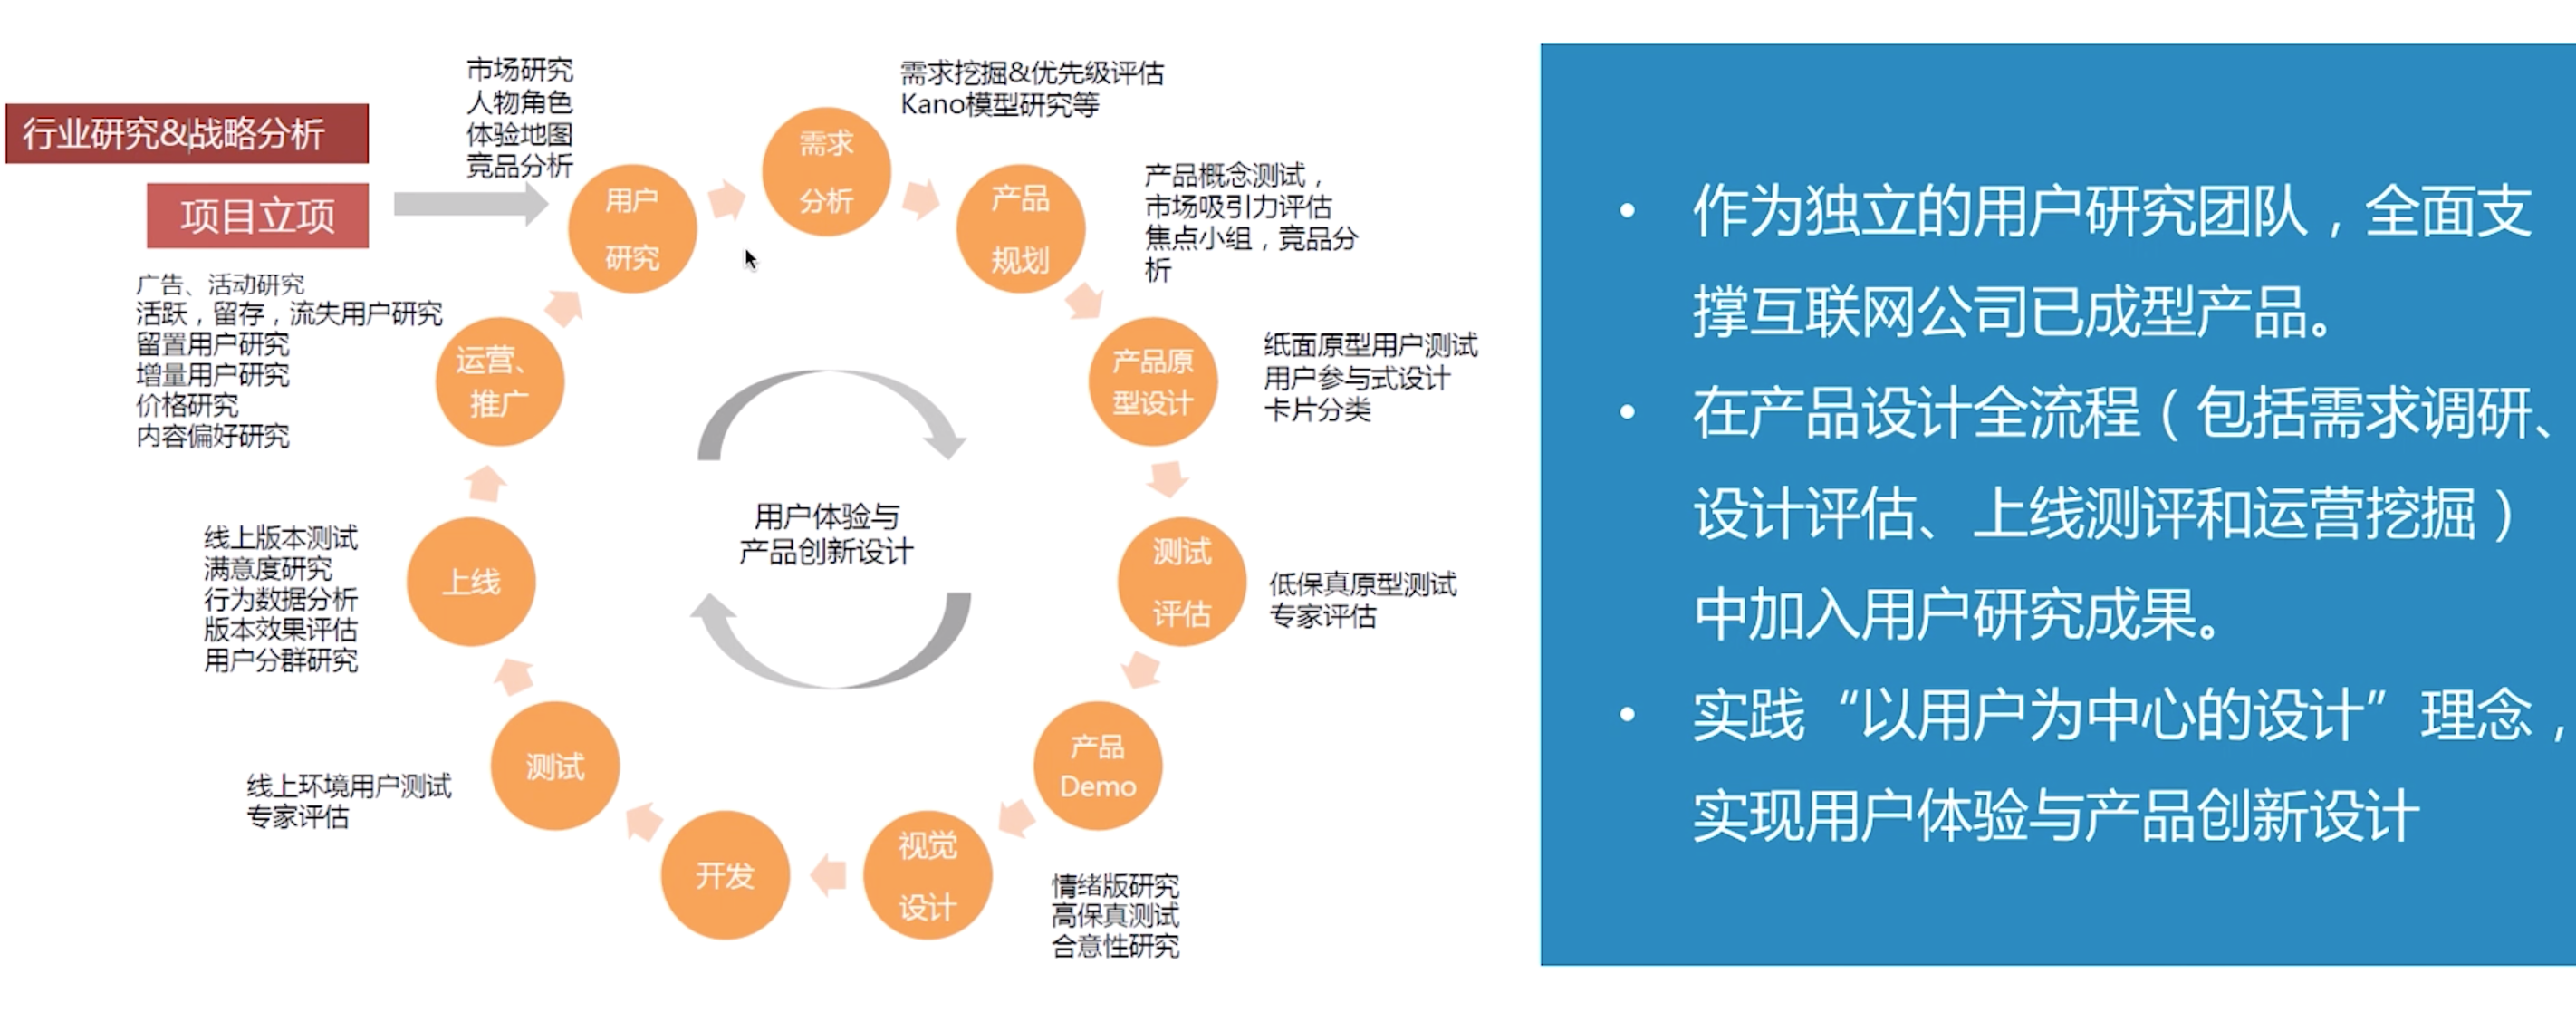 行业研究&战略分析
项目立项
市场研究
人物角色
体验地图
竞品分析
用户
研究
需求
分析
需求挖掘&优先级评估
Kano模型研究等
产品
规划
产品概念测试，
市场吸引力评估
焦点小组，竞品分
析
产品原
型设计
纸面原型用户测试
用户参与式设计
卡片分类
测试
评估
低保真原型测试
专家评估
产品
Demo
视觉
设计
情绪版研究
高保真测试
合意性研究
开发
测试
线上环境用户测试
专家评估
上线
线上版本测试
满意度研究
行为数据分析
版本效果评估
用户分群研究
运营、
推广
广告、活动研究
活跃，留存，流失用户研究
留置用户研究
增量用户研究
价格研究
内容偏好研究
用户体验与
产品创新设计
• 作为独立的用户研究团队，全面支
撑互联网公司已成型产品。
• 在产品设计全流程（包括需求调研、
设计评估、上线测评和运营挖掘）
中加入用户研究成果。
• 实践“以用户为中心的设计”理念，
实现用户体验与产品创新设计